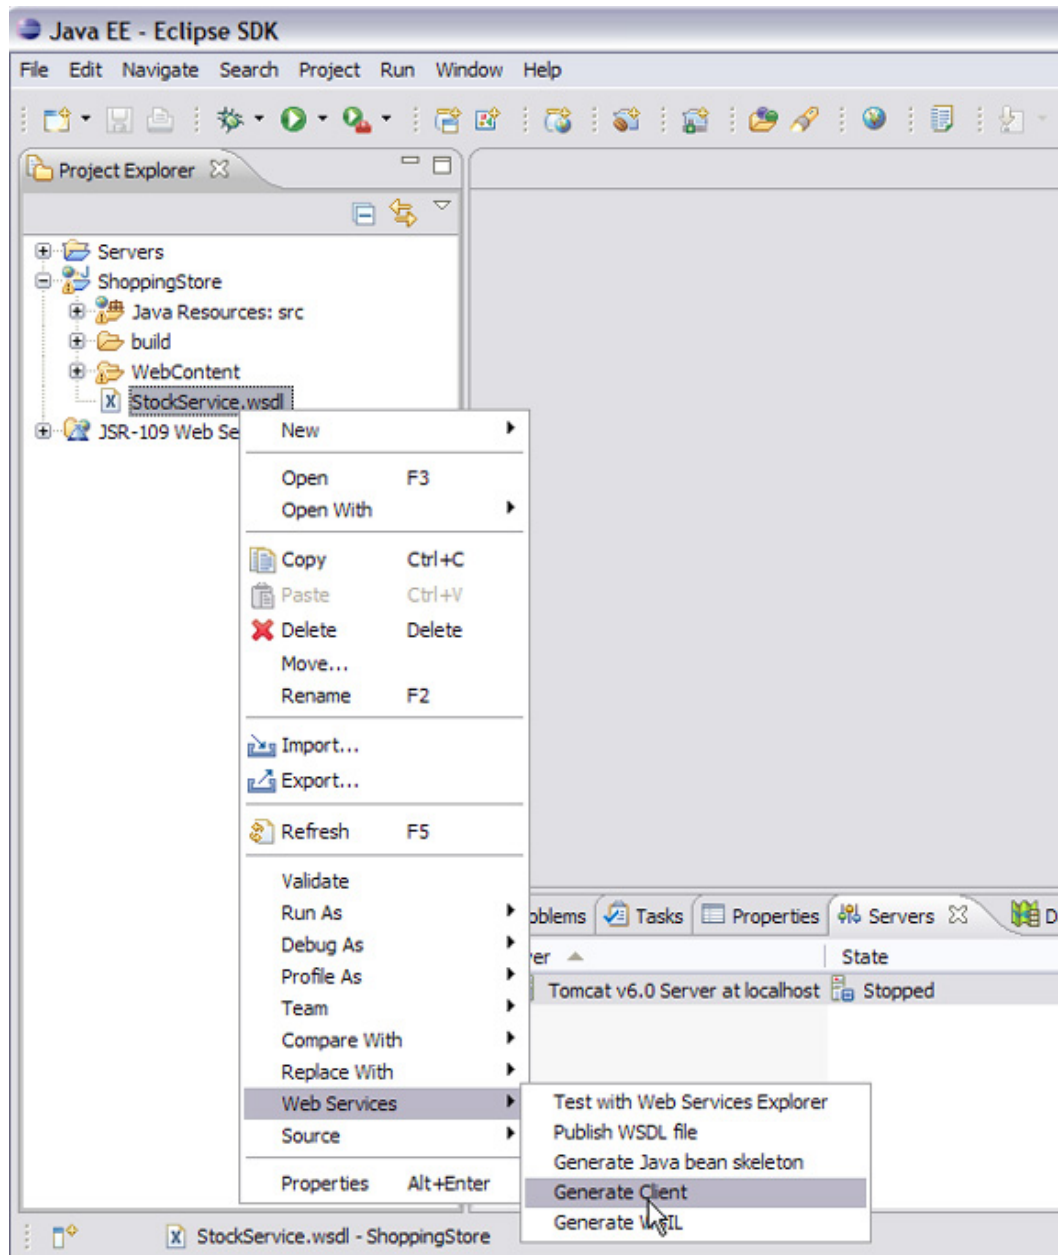 Java EE - Eclipse SDK
File Edit Navigate Search Project Run Window Help
Project Explorer
Servers
ShoppingStore
Java Resources: src
build
WebContent
StockService.wsdl
JSR-109 Web Se
New
Open F3
Open With
Copy Ctrl+C
Paste Ctrl+V
Delete Delete
Move...
Rename F2
Import...
Export...
Refresh F5
Validate
Run As
Debug As
Profile As
Team
Compare With
Replace With
Web Services
Source
Properties Alt+Enter
oblems Tasks Properties Servers D
er State
Tomcat v6.0 Server at localhost Stopped
Test with Web Services Explorer
Publish WSDL file
Generate Java bean skeleton
Generate Client
Generate WSIL
StockService.wsdl - ShoppingStore